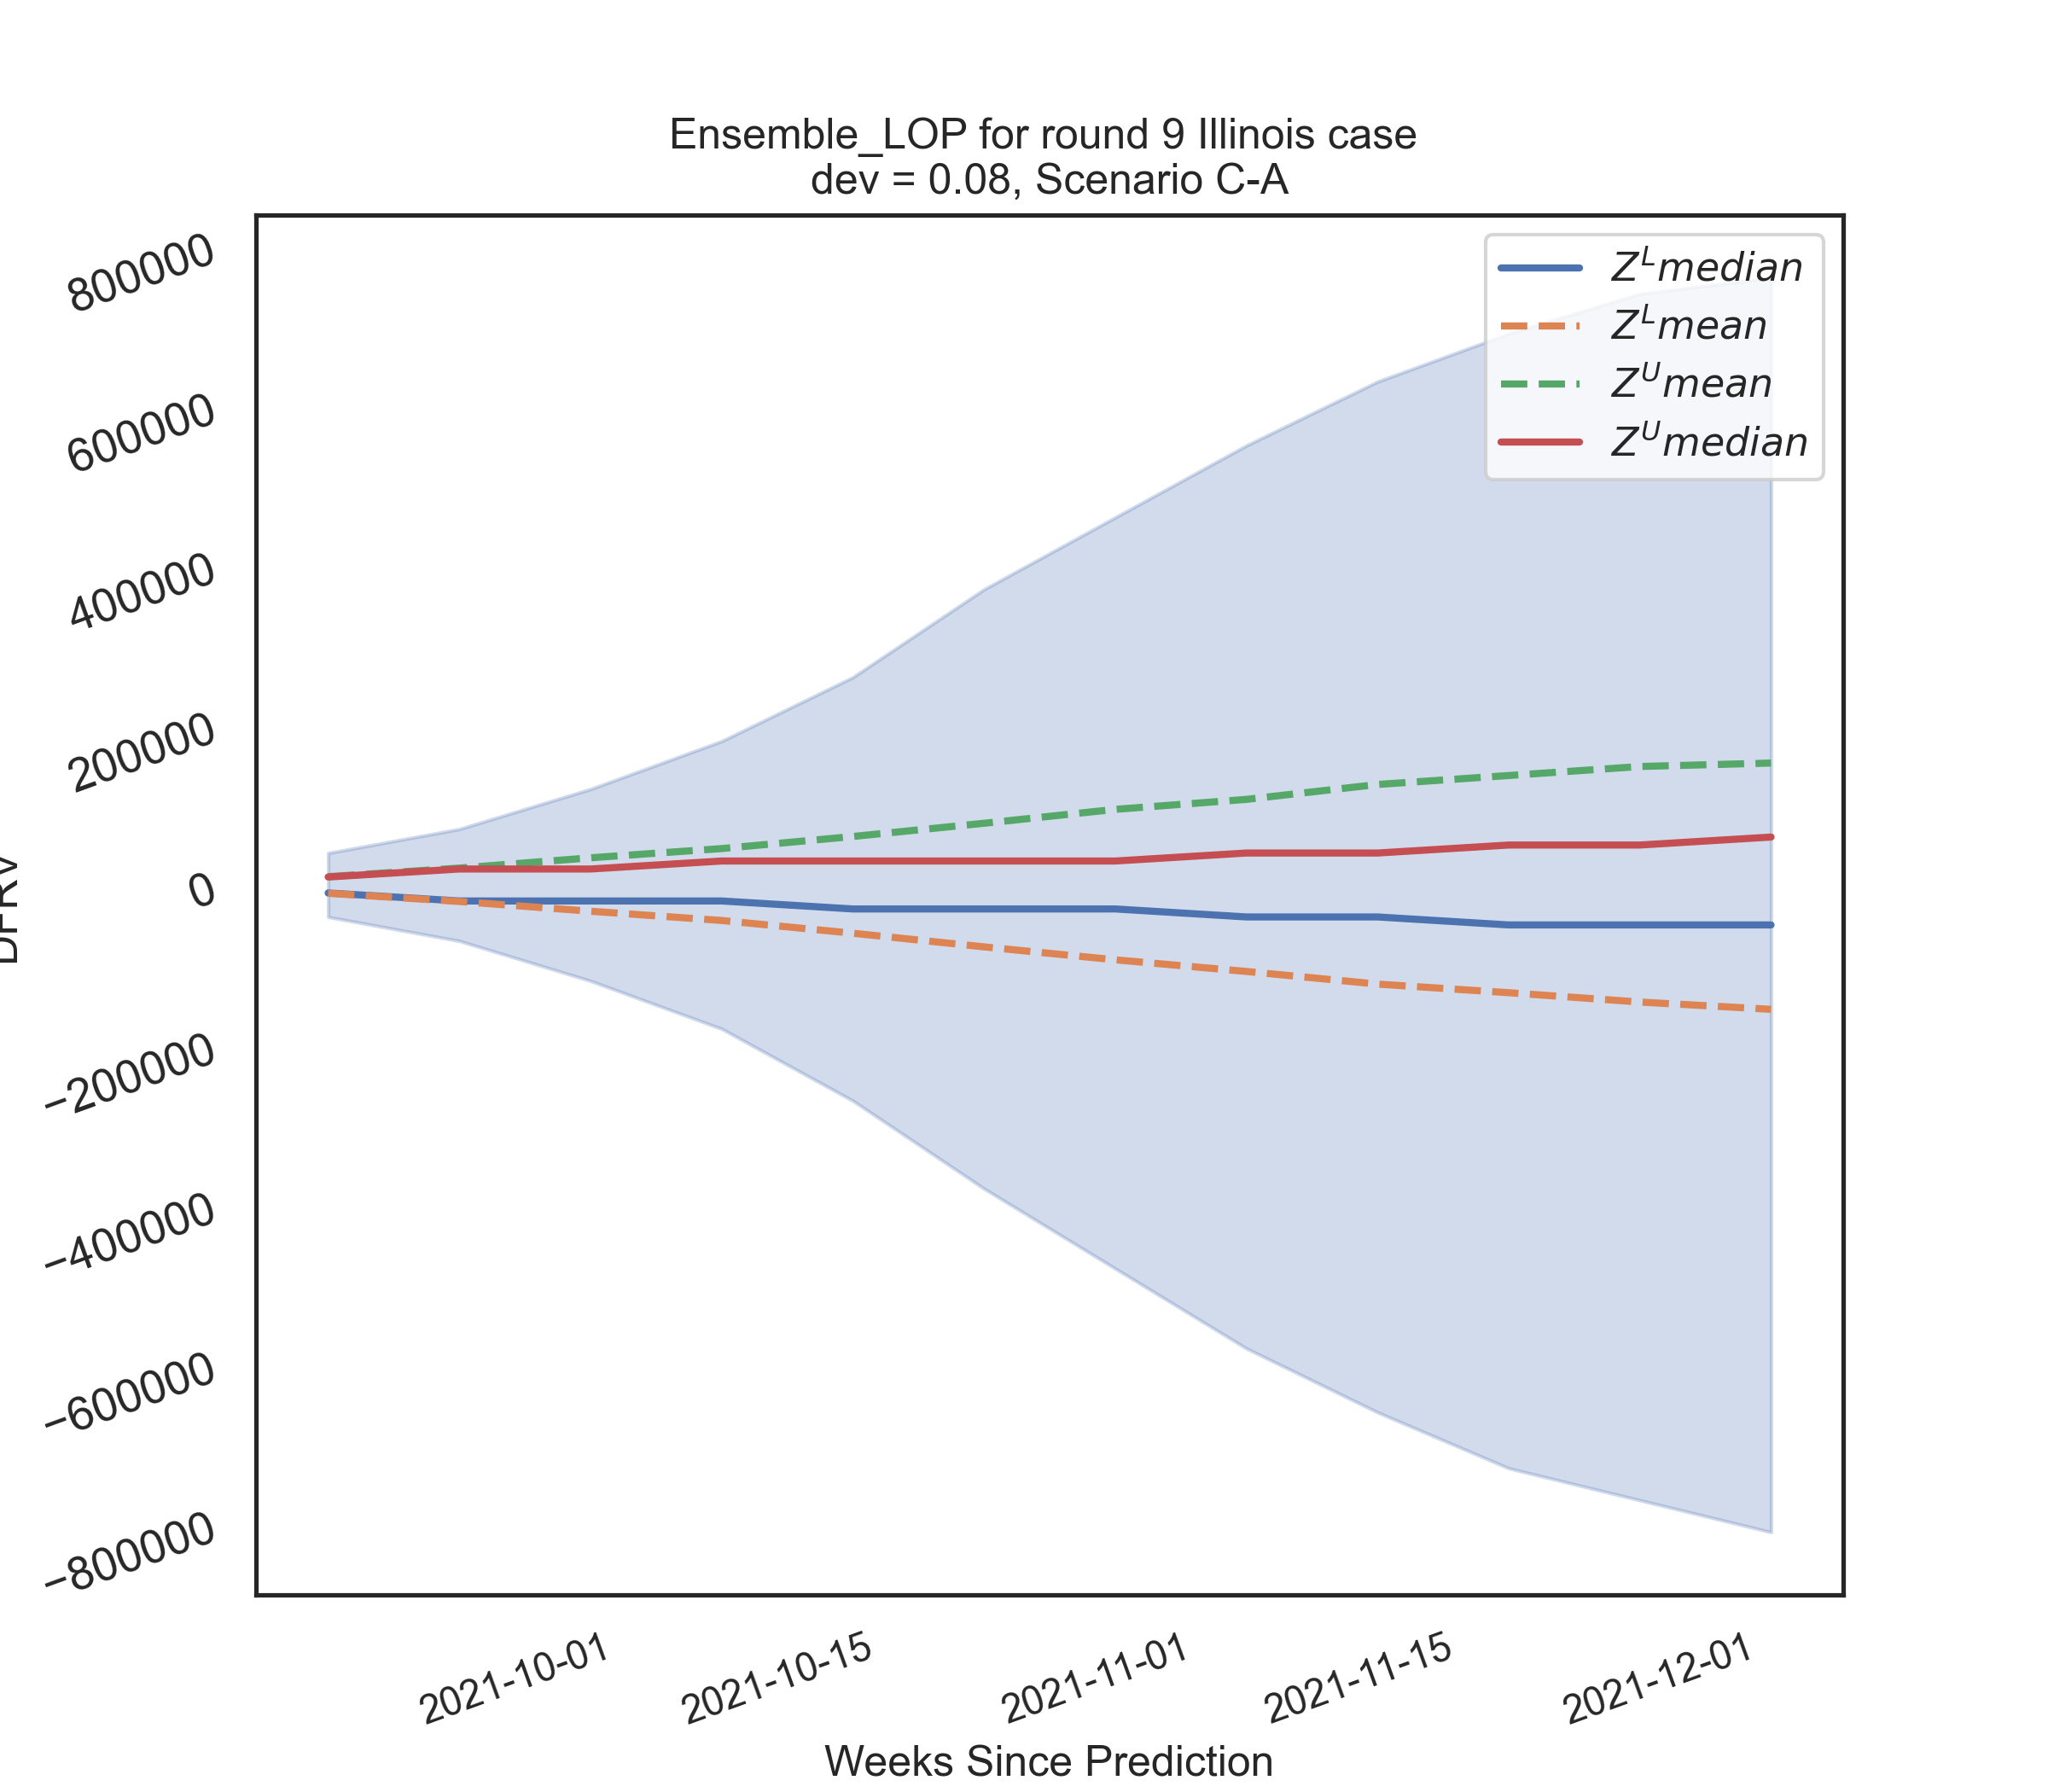 Ensemble_LOP for round 9 Illinois case
dev = 0.08, Scenario C-A
800000
600000
400000
200000
0
−200000
−400000
−600000
−800000
Z^L median
Z^L mean
Z^U mean
Z^U median
2021-10-01
2021-10-15
2021-11-01
2021-11-15
2021-12-01
Weeks Since Prediction